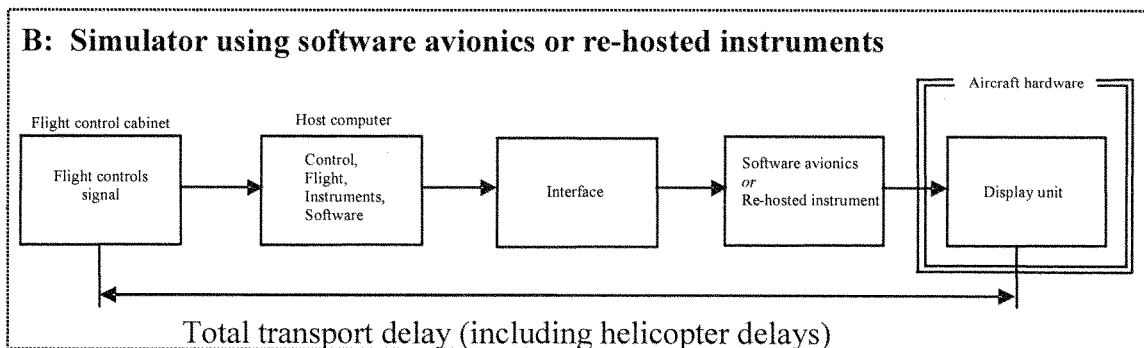 B: Simulator using software avionics or re-hosted instruments
Aircraft hardware
Flight control cabinet
Host computer
Flight controls
signal
Control,
Flight,
Instruments,
Software
Interface
Software avionics
or
Re-hosted instrument
Display unit
Total transport delay (including helicopter delays)